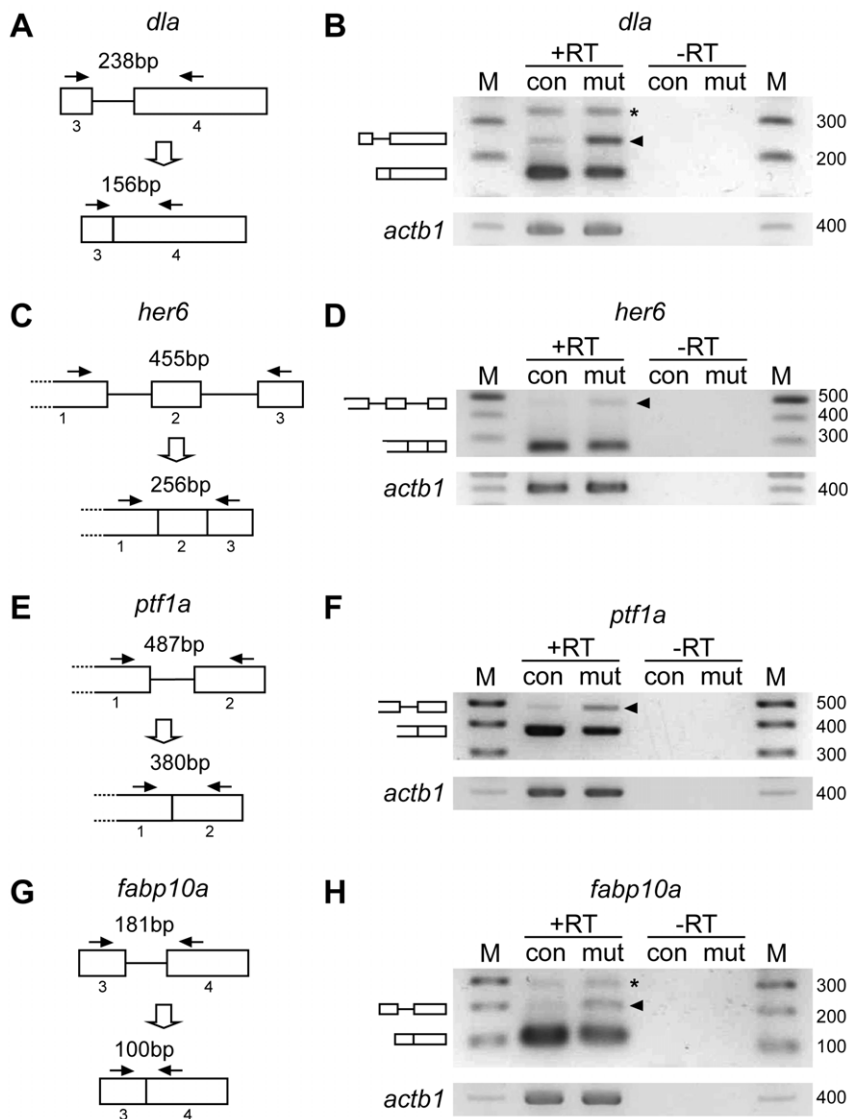 A
dla
238bp
3 4
156bp
3 4
B
dla
+RT -RT
M con mut con mut M
*
300
200
actb1
400
C
her6
455bp
1 2 3
256bp
1 2 3
D
her6
+RT -RT
M con mut con mut M
500
400
300
actb1
400
E
ptf1a
487bp
1 2
380bp
1 2
F
ptf1a
+RT -RT
M con mut con mut M
500
400
300
actb1
400
G
fabp10a
181bp
3 4
100bp
3 4
H
fabp10a
+RT -RT
M con mut con mut M
*
300
200
100
actb1
400